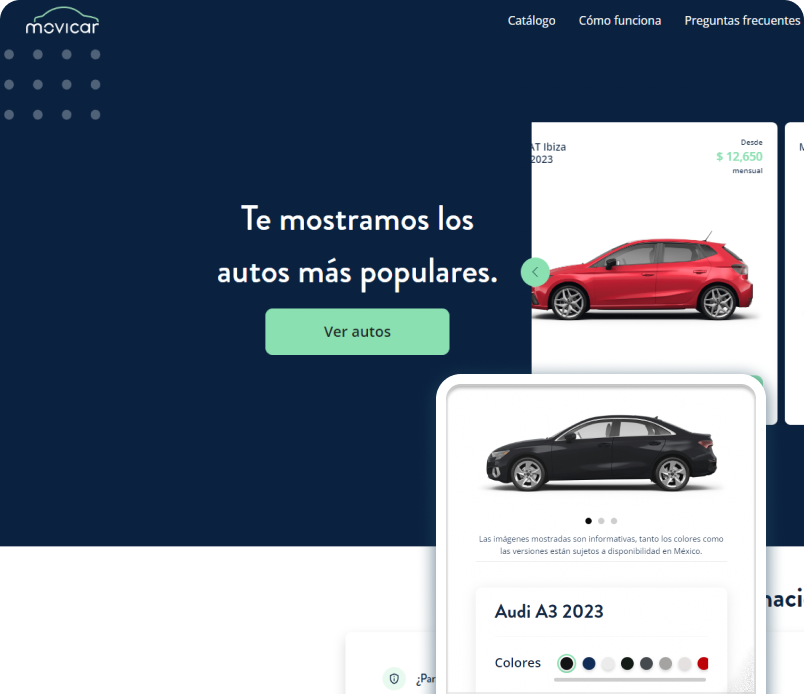 movicar
Catálogo Cómo funciona Preguntas frecuentes
AT Ibiza
2023
Desde
$ 12,650
mensual
M
Te mostramos los
autos más populares.
Ver autos
Las imágenes mostradas son informativas, tanto los colores como
las versiones están sujetos a disponibilidad en México.
Audi A3 2023
Colores
naci
¿Par